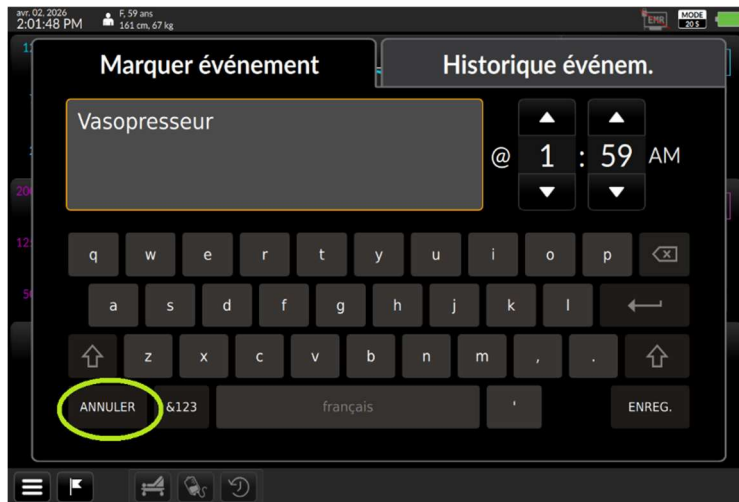 avr. 02, 2026
2:01:48 PM
F, 59 ans
161 cm, 67 kg
EMR
MODE
20 S
Marquer événement
Historique événem.
Vasopresseur
@ 1 : 59 AM
q w e r t y u i o p
a s d f g h j k l
z x c v b n m , .
ANNULER &123 français ' ENREG.
200